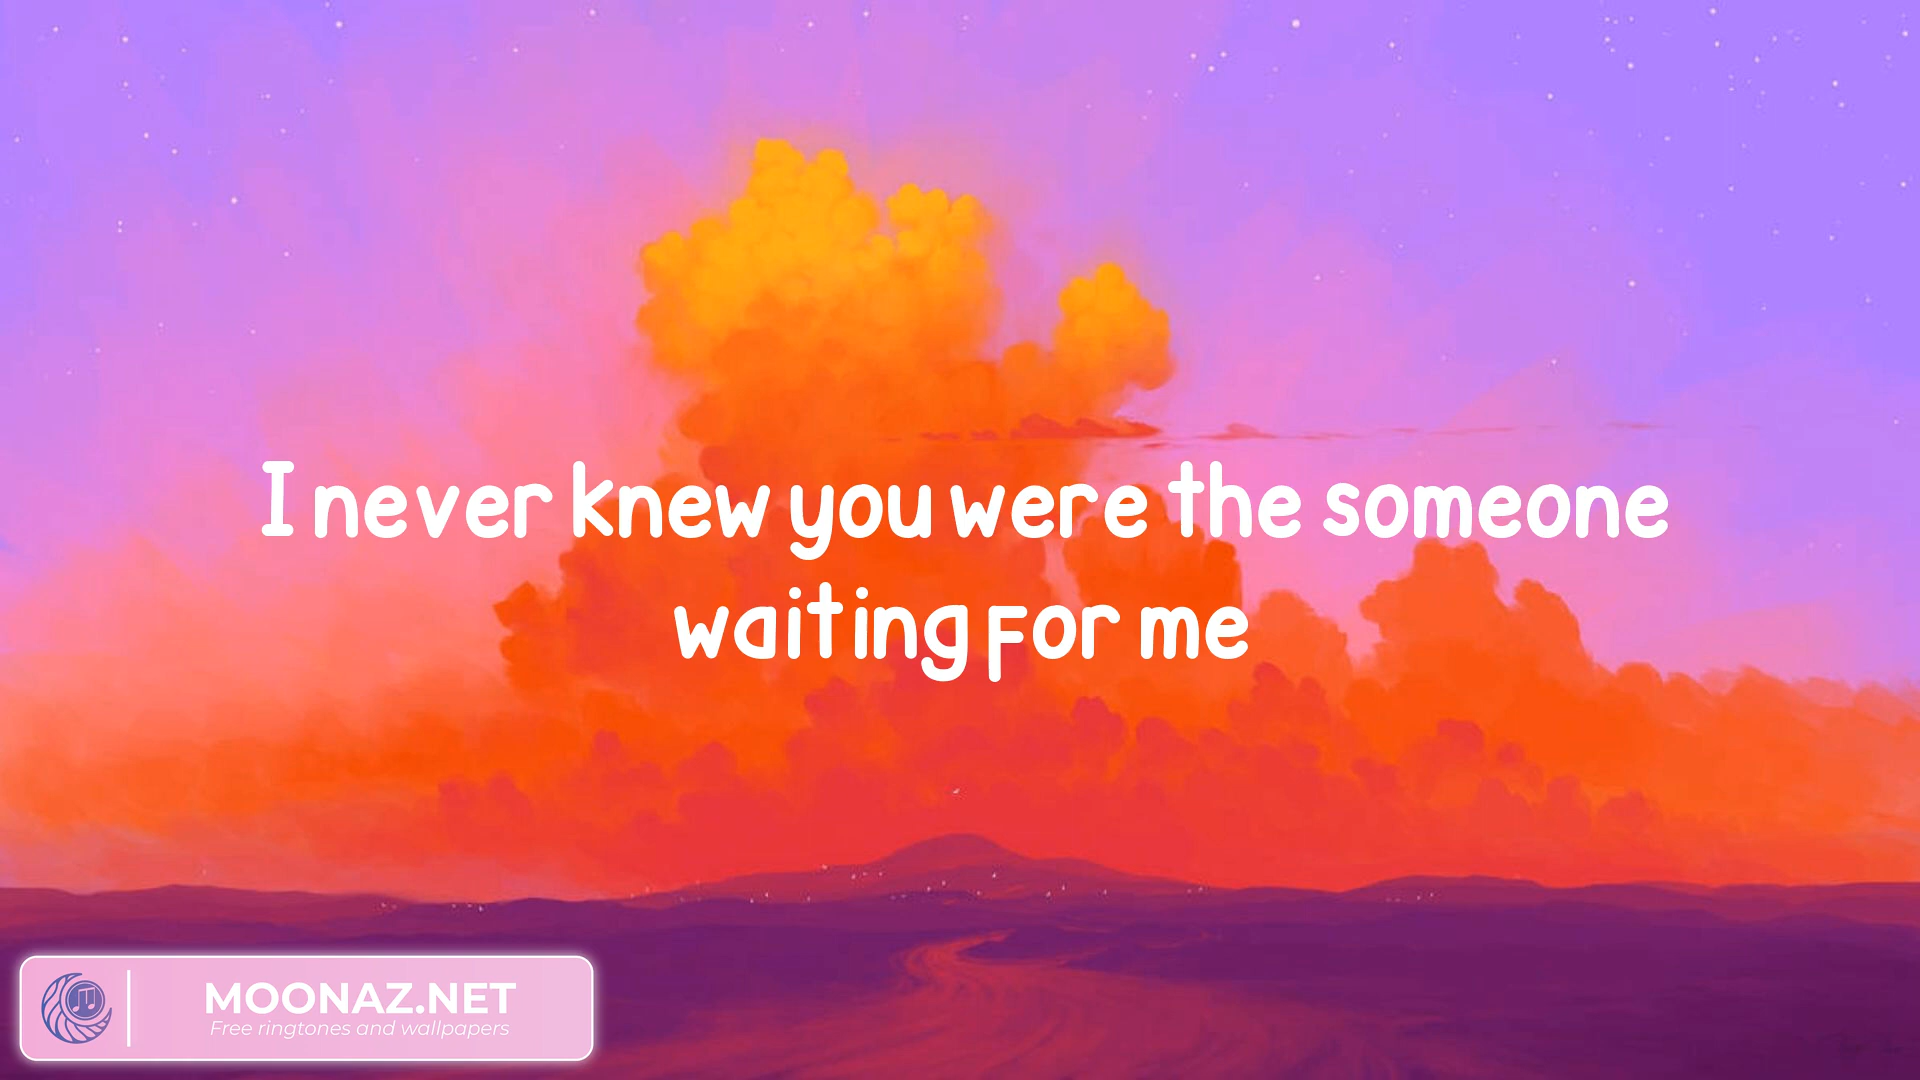 I never knew you were the someone
waiting for me
MOONAZ.NET
Free ringtones and wallpapers